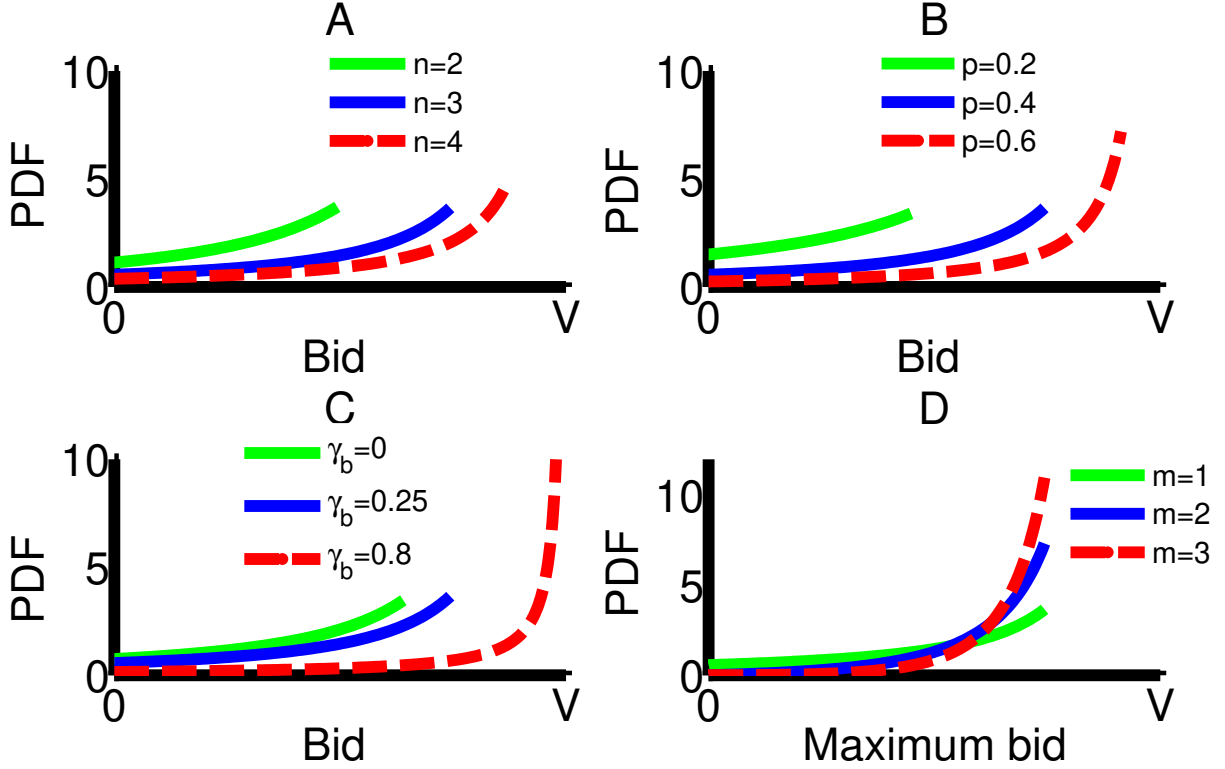 A
n=2
n=3
n=4
10
5
0
PDF
0
V
Bid
B
p=0.2
p=0.4
p=0.6
10
5
0
PDF
0
V
Bid
C
γb=0
γb=0.25
γb=0.8
10
5
0
PDF
0
V
Bid
D
m=1
m=2
m=3
10
5
0
PDF
0
V
Maximum bid